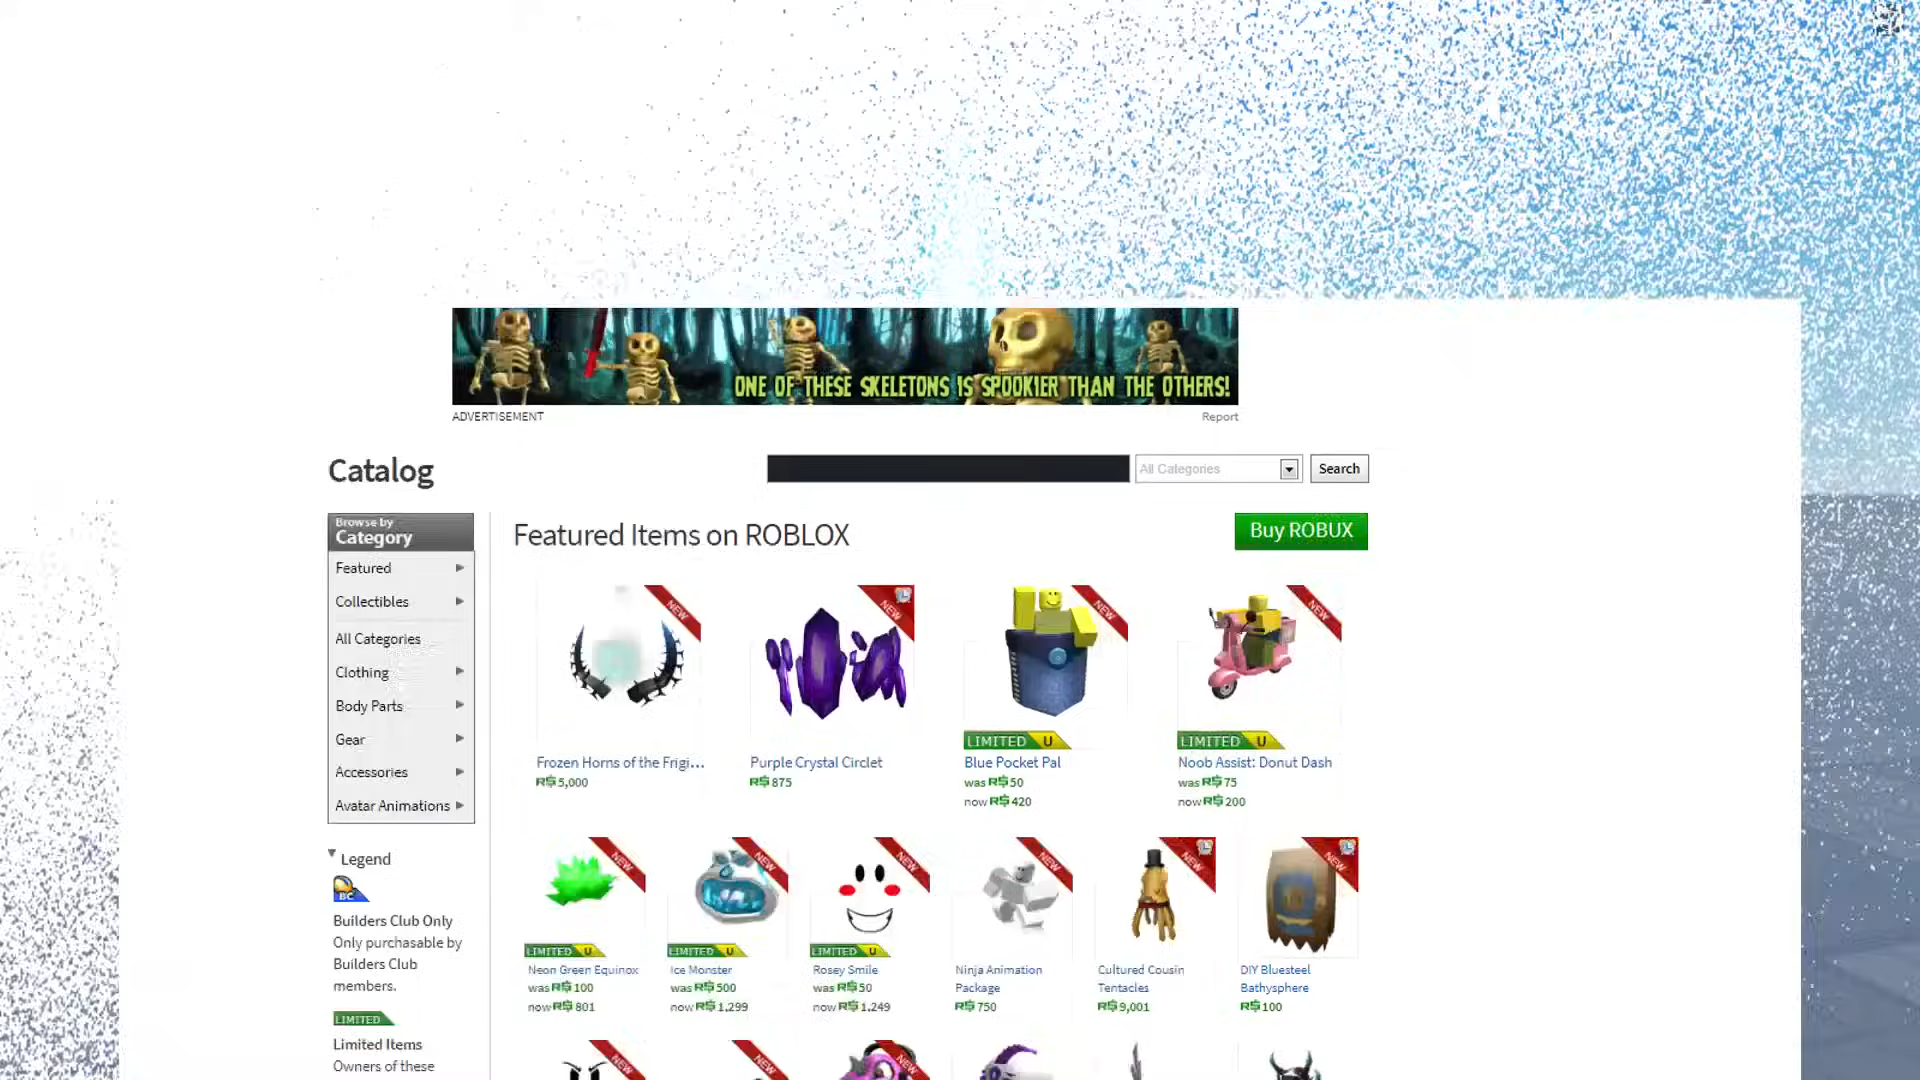 ONE OF THESE SKELETONS IS SPOOKIER THAN THE OTHERS!
ADVERTISEMENT
Report
Catalog
All Categories
Search
Browse by
Category
Featured
Collectibles
All Categories
Clothing
Body Parts
Gear
Accessories
Avatar Animations
Legend
BC
Builders Club Only
Only purchasable by
Builders Club
members.
LIMITED
Limited Items
Owners of these
Featured Items on ROBLOX
Buy ROBUX
NEW
NEW
NEW
NEW
LIMITED U
LIMITED U
Frozen Horns of the Frigi...
R$ 5,000
Purple Crystal Circlet
R$ 875
Blue Pocket Pal
was R$ 50
now R$ 420
Noob Assist: Donut Dash
was R$ 75
now R$ 200
NEW
NEW
NEW
NEW
NEW
NEW
LIMITED U
LIMITED U
LIMITED U
Neon Green Equinox
was R$ 100
now R$ 801
Ice Monster
was R$ 500
now R$ 1,299
Rosey Smile
was R$ 50
now R$ 1,249
Ninja Animation
Package
R$ 750
Cultured Cousin
Tentacles
R$ 9,001
DIY Bluesteel
Bathysphere
R$ 100
NEW
NEW
NEW